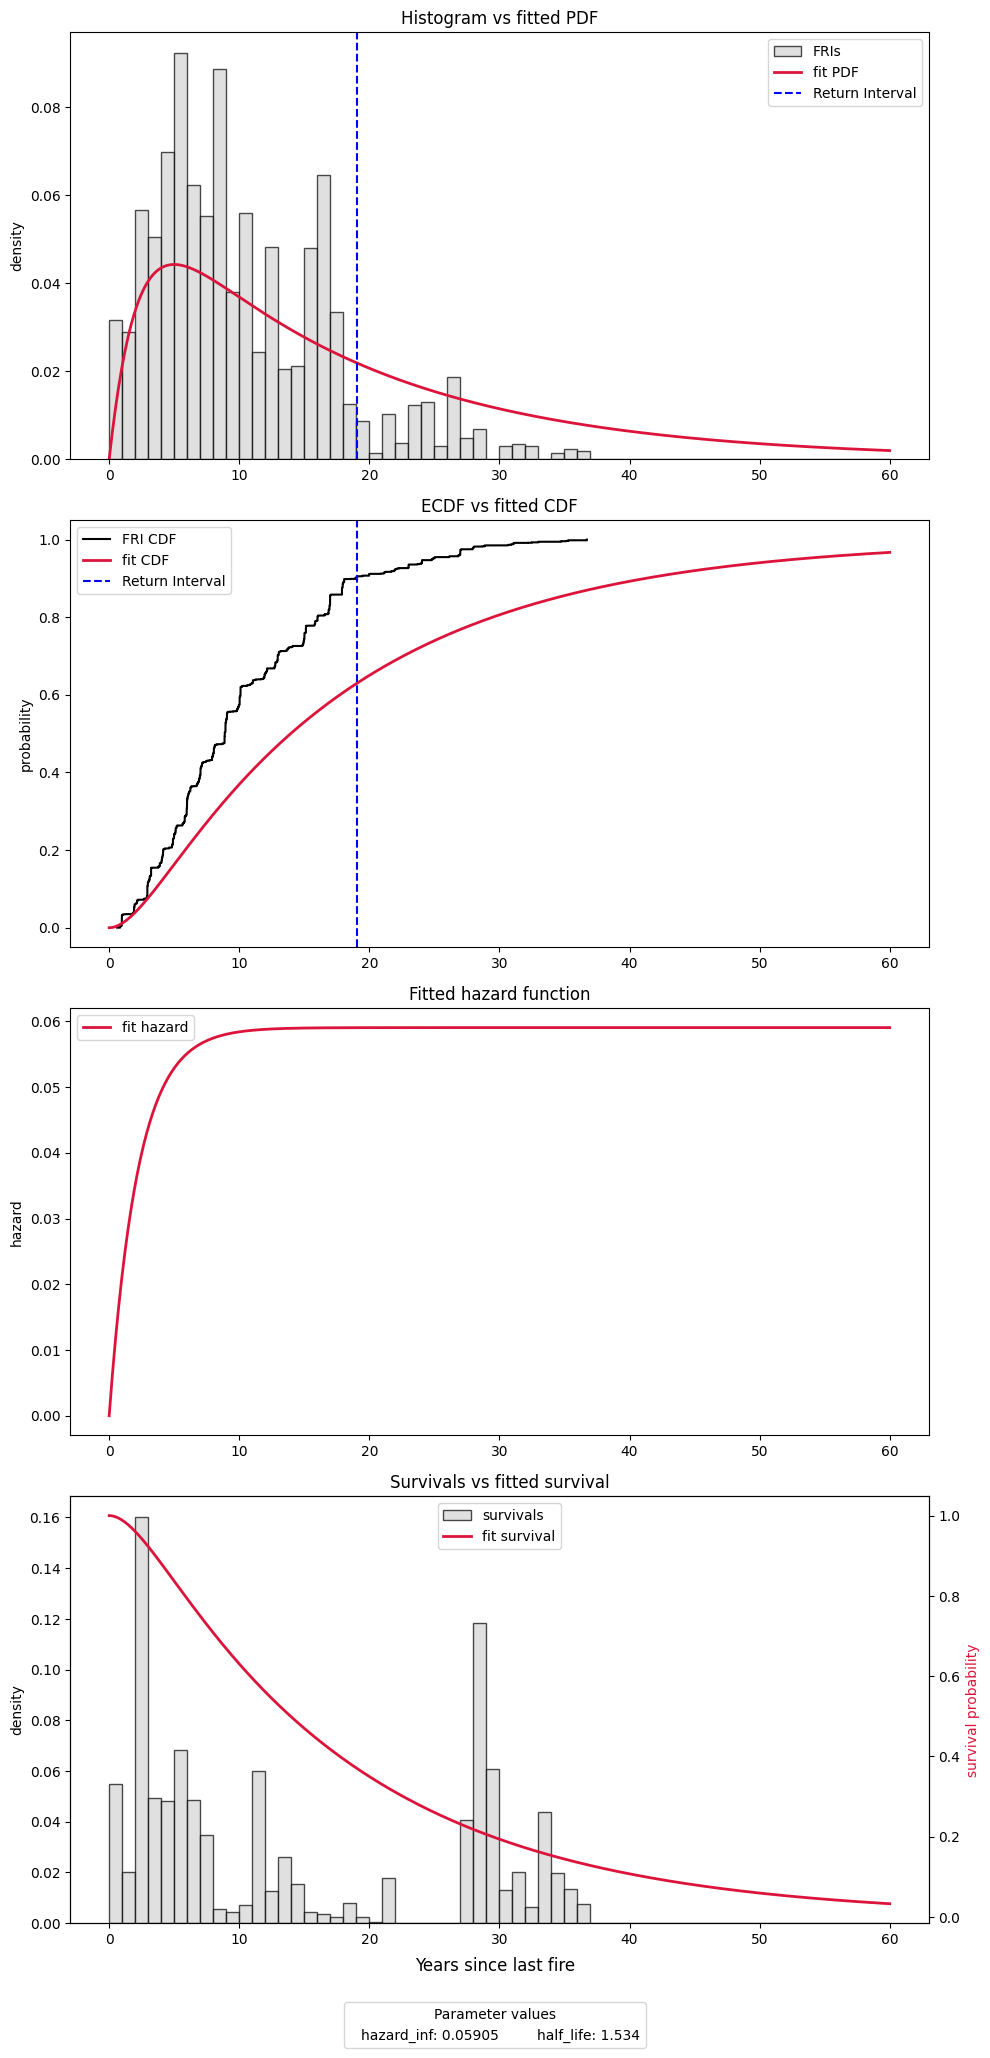 Histogram vs fitted PDF
FRIs
fit PDF
Return Interval
density
0.08
0.06
0.04
0.02
0.00
0 10 20 30 40 50 60
ECDF vs fitted CDF
FRI CDF
fit CDF
Return Interval
probability
1.0
0.8
0.6
0.4
0.2
0.0
0 10 20 30 40 50 60
Fitted hazard function
fit hazard
hazard
0.06
0.05
0.04
0.03
0.02
0.01
0.00
0 10 20 30 40 50 60
Survivals vs fitted survival
survivals
fit survival
density
0.16
0.14
0.12
0.10
0.08
0.06
0.04
0.02
0.00
1.0
0.8
0.6
0.4
0.2
0.0
survival probability
0 10 20 30 40 50 60
Years since last fire
Parameter values
hazard_inf: 0.05905 half_life: 1.534